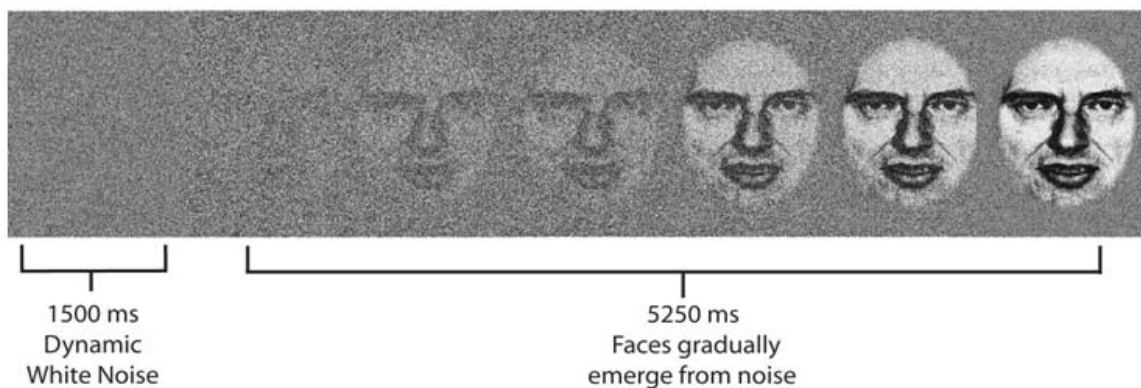 1500 ms
Dynamic
White Noise
5250 ms
Faces gradually
emerge from noise